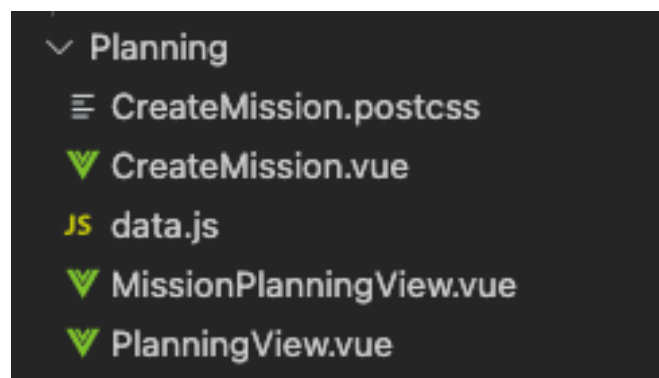 Planning
CreateMission.postcss
CreateMission.vue
JS data.js
MissionPlanningView.vue
PlanningView.vue